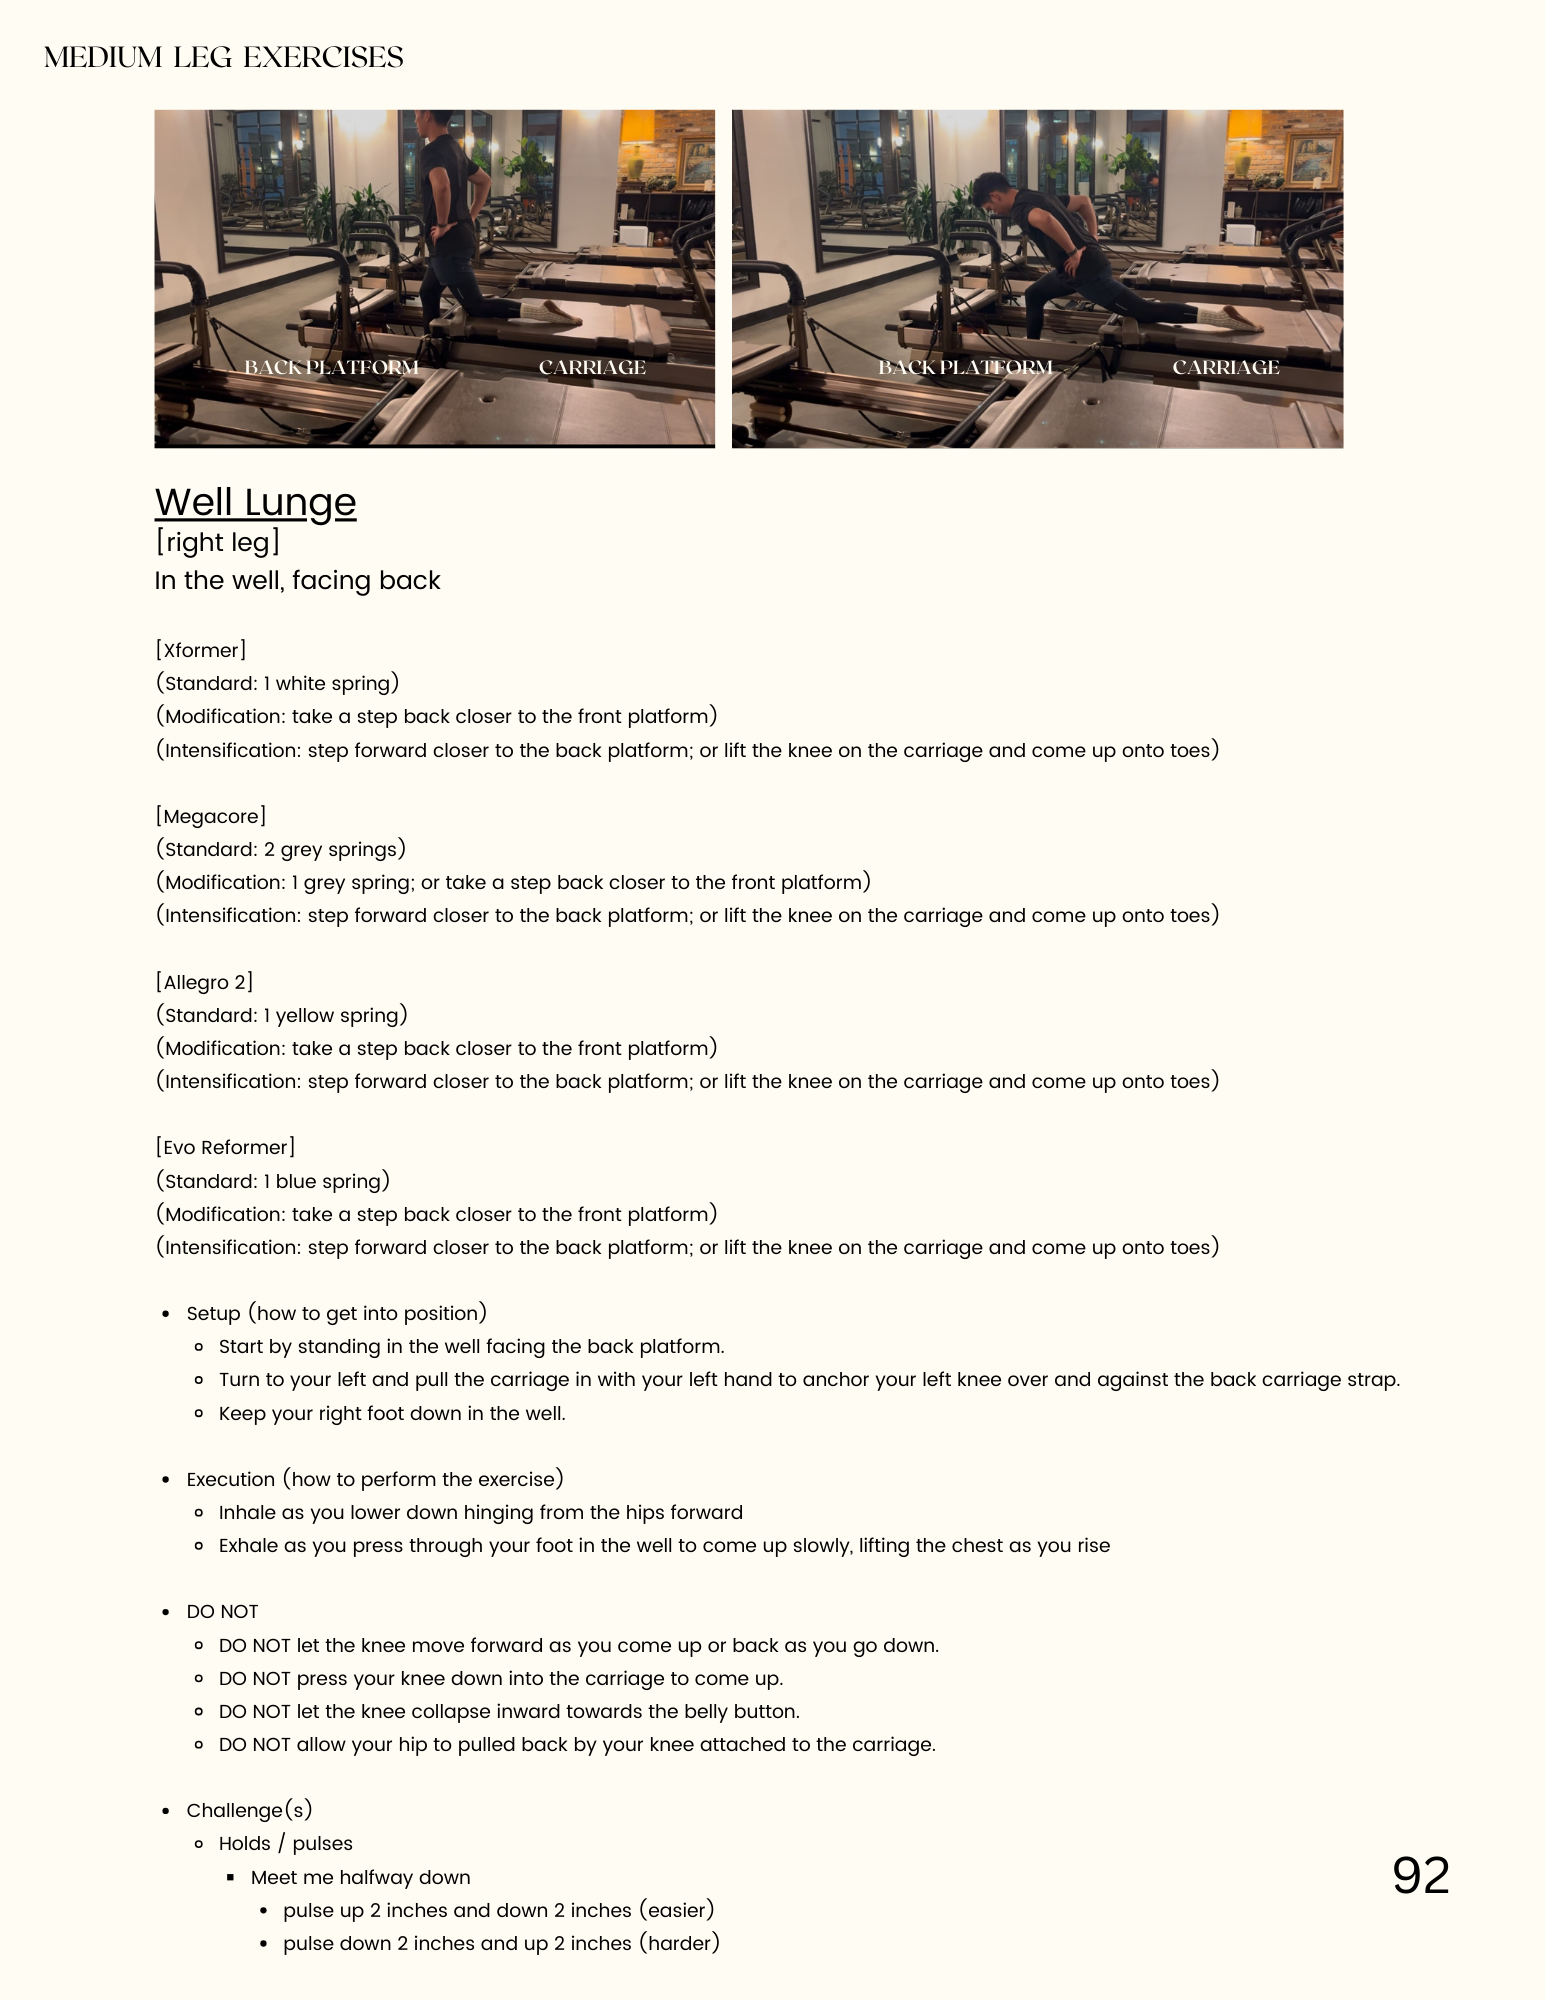 MEDIUM LEG EXERCISES
BACK PLATFORM
CARRIAGE
BACK PLATFORM
CARRIAGE
Well Lunge
[right leg]
In the well, facing back
[Xformer]
(Standard: 1 white spring)
(Modification: take a step back closer to the front platform)
(Intensification: step forward closer to the back platform; or lift the knee on the carriage and come up onto toes)
[Megacore]
(Standard: 2 grey springs)
(Modification: 1 grey spring; or take a step back closer to the front platform)
(Intensification: step forward closer to the back platform; or lift the knee on the carriage and come up onto toes)
[Allegro 2]
(Standard: 1 yellow spring)
(Modification: take a step back closer to the front platform)
(Intensification: step forward closer to the back platform; or lift the knee on the carriage and come up onto toes)
[Evo Reformer]
(Standard: 1 blue spring)
(Modification: take a step back closer to the front platform)
(Intensification: step forward closer to the back platform; or lift the knee on the carriage and come up onto toes)
• Setup (how to get into position)
◦ Start by standing in the well facing the back platform.
◦ Turn to your left and pull the carriage in with your left hand to anchor your left knee over and against the back carriage strap.
◦ Keep your right foot down in the well.
• Execution (how to perform the exercise)
◦ Inhale as you lower down hinging from the hips forward
◦ Exhale as you press through your foot in the well to come up slowly, lifting the chest as you rise
• DO NOT
◦ DO NOT let the knee move forward as you come up or back as you go down.
◦ DO NOT press your knee down into the carriage to come up.
◦ DO NOT let the knee collapse inward towards the belly button.
◦ DO NOT allow your hip to pulled back by your knee attached to the carriage.
• Challenge(s)
◦ Holds / pulses
▪ Meet me halfway down
• pulse up 2 inches and down 2 inches (easier)
• pulse down 2 inches and up 2 inches (harder)
92